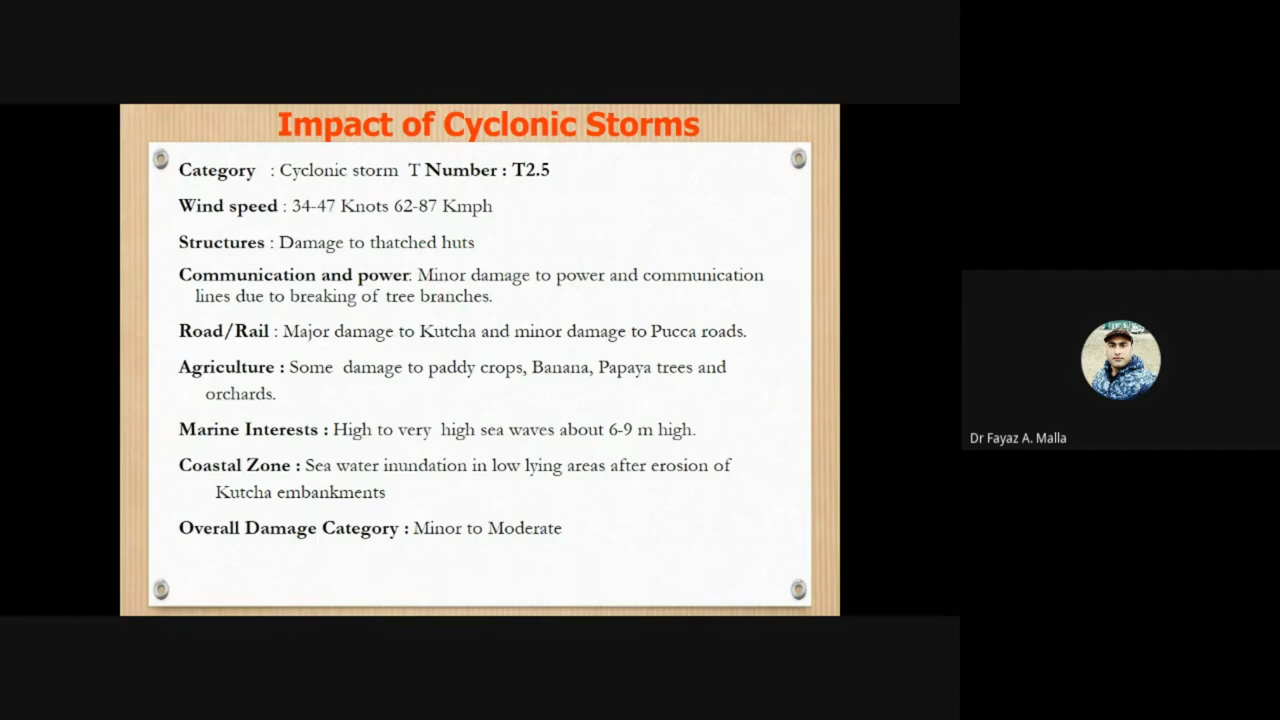 Impact of Cyclonic Storms
Category : Cyclonic storm T Number : T2.5
Wind speed : 34-47 Knots 62-87 Kmph
Structures : Damage to thatched huts
Communication and power: Minor damage to power and communication
lines due to breaking of tree branches.
Road/Rail : Major damage to Kutcha and minor damage to Pucca roads.
Agriculture : Some damage to paddy crops, Banana, Papaya trees and
orchards.
Marine Interests : High to very high sea waves about 6-9 m high.
Coastal Zone : Sea water inundation in low lying areas after erosion of
Kutcha embankments
Overall Damage Category : Minor to Moderate
Dr Fayaz A. Malla